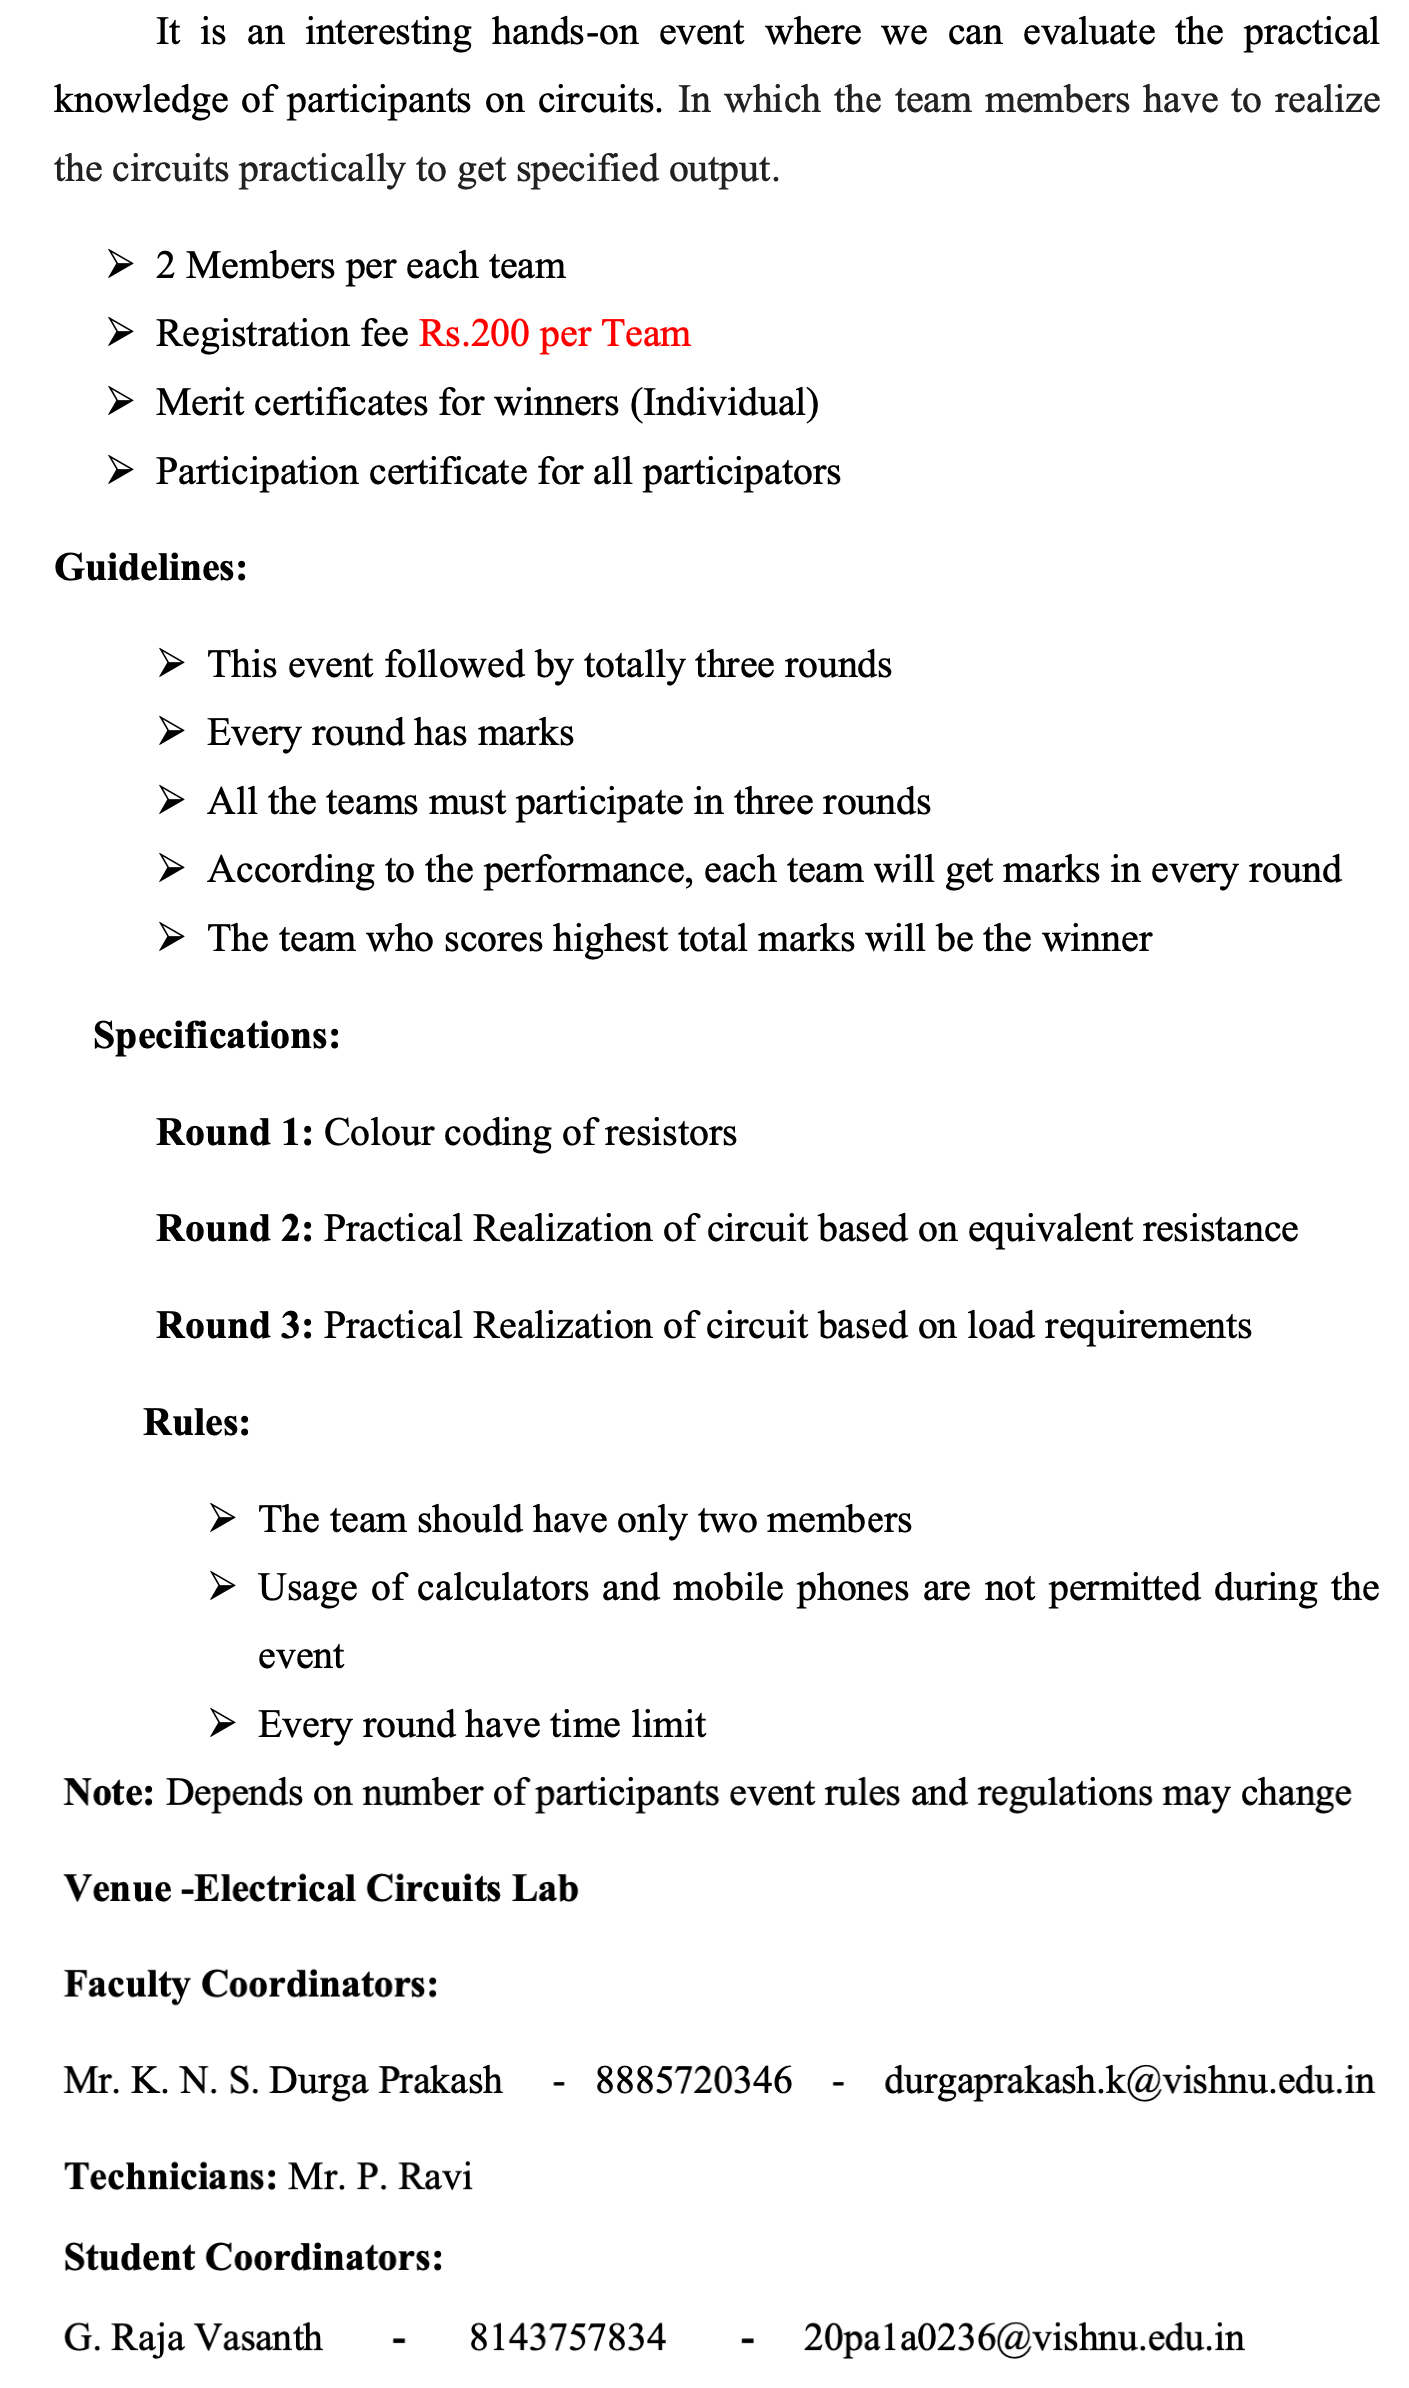 It is an interesting hands-on event where we can evaluate the practical
knowledge of participants on circuits. In which the team members have to realize
the circuits practically to get specified output.
➢ 2 Members per each team
➢ Registration fee Rs.200 per Team
➢ Merit certificates for winners (Individual)
➢ Participation certificate for all participators
Guidelines:
➢ This event followed by totally three rounds
➢ Every round has marks
➢ All the teams must participate in three rounds
➢ According to the performance, each team will get marks in every round
➢ The team who scores highest total marks will be the winner
Specifications:
Round 1: Colour coding of resistors
Round 2: Practical Realization of circuit based on equivalent resistance
Round 3: Practical Realization of circuit based on load requirements
Rules:
➢ The team should have only two members
➢ Usage of calculators and mobile phones are not permitted during the
event
➢ Every round have time limit
Note: Depends on number of participants event rules and regulations may change
Venue -Electrical Circuits Lab
Faculty Coordinators:
Mr. K. N. S. Durga Prakash - 8885720346 - durgaprakash.k@vishnu.edu.in
Technicians: Mr. P. Ravi
Student Coordinators:
G. Raja Vasanth - 8143757834 - 20pa1a0236@vishnu.edu.in